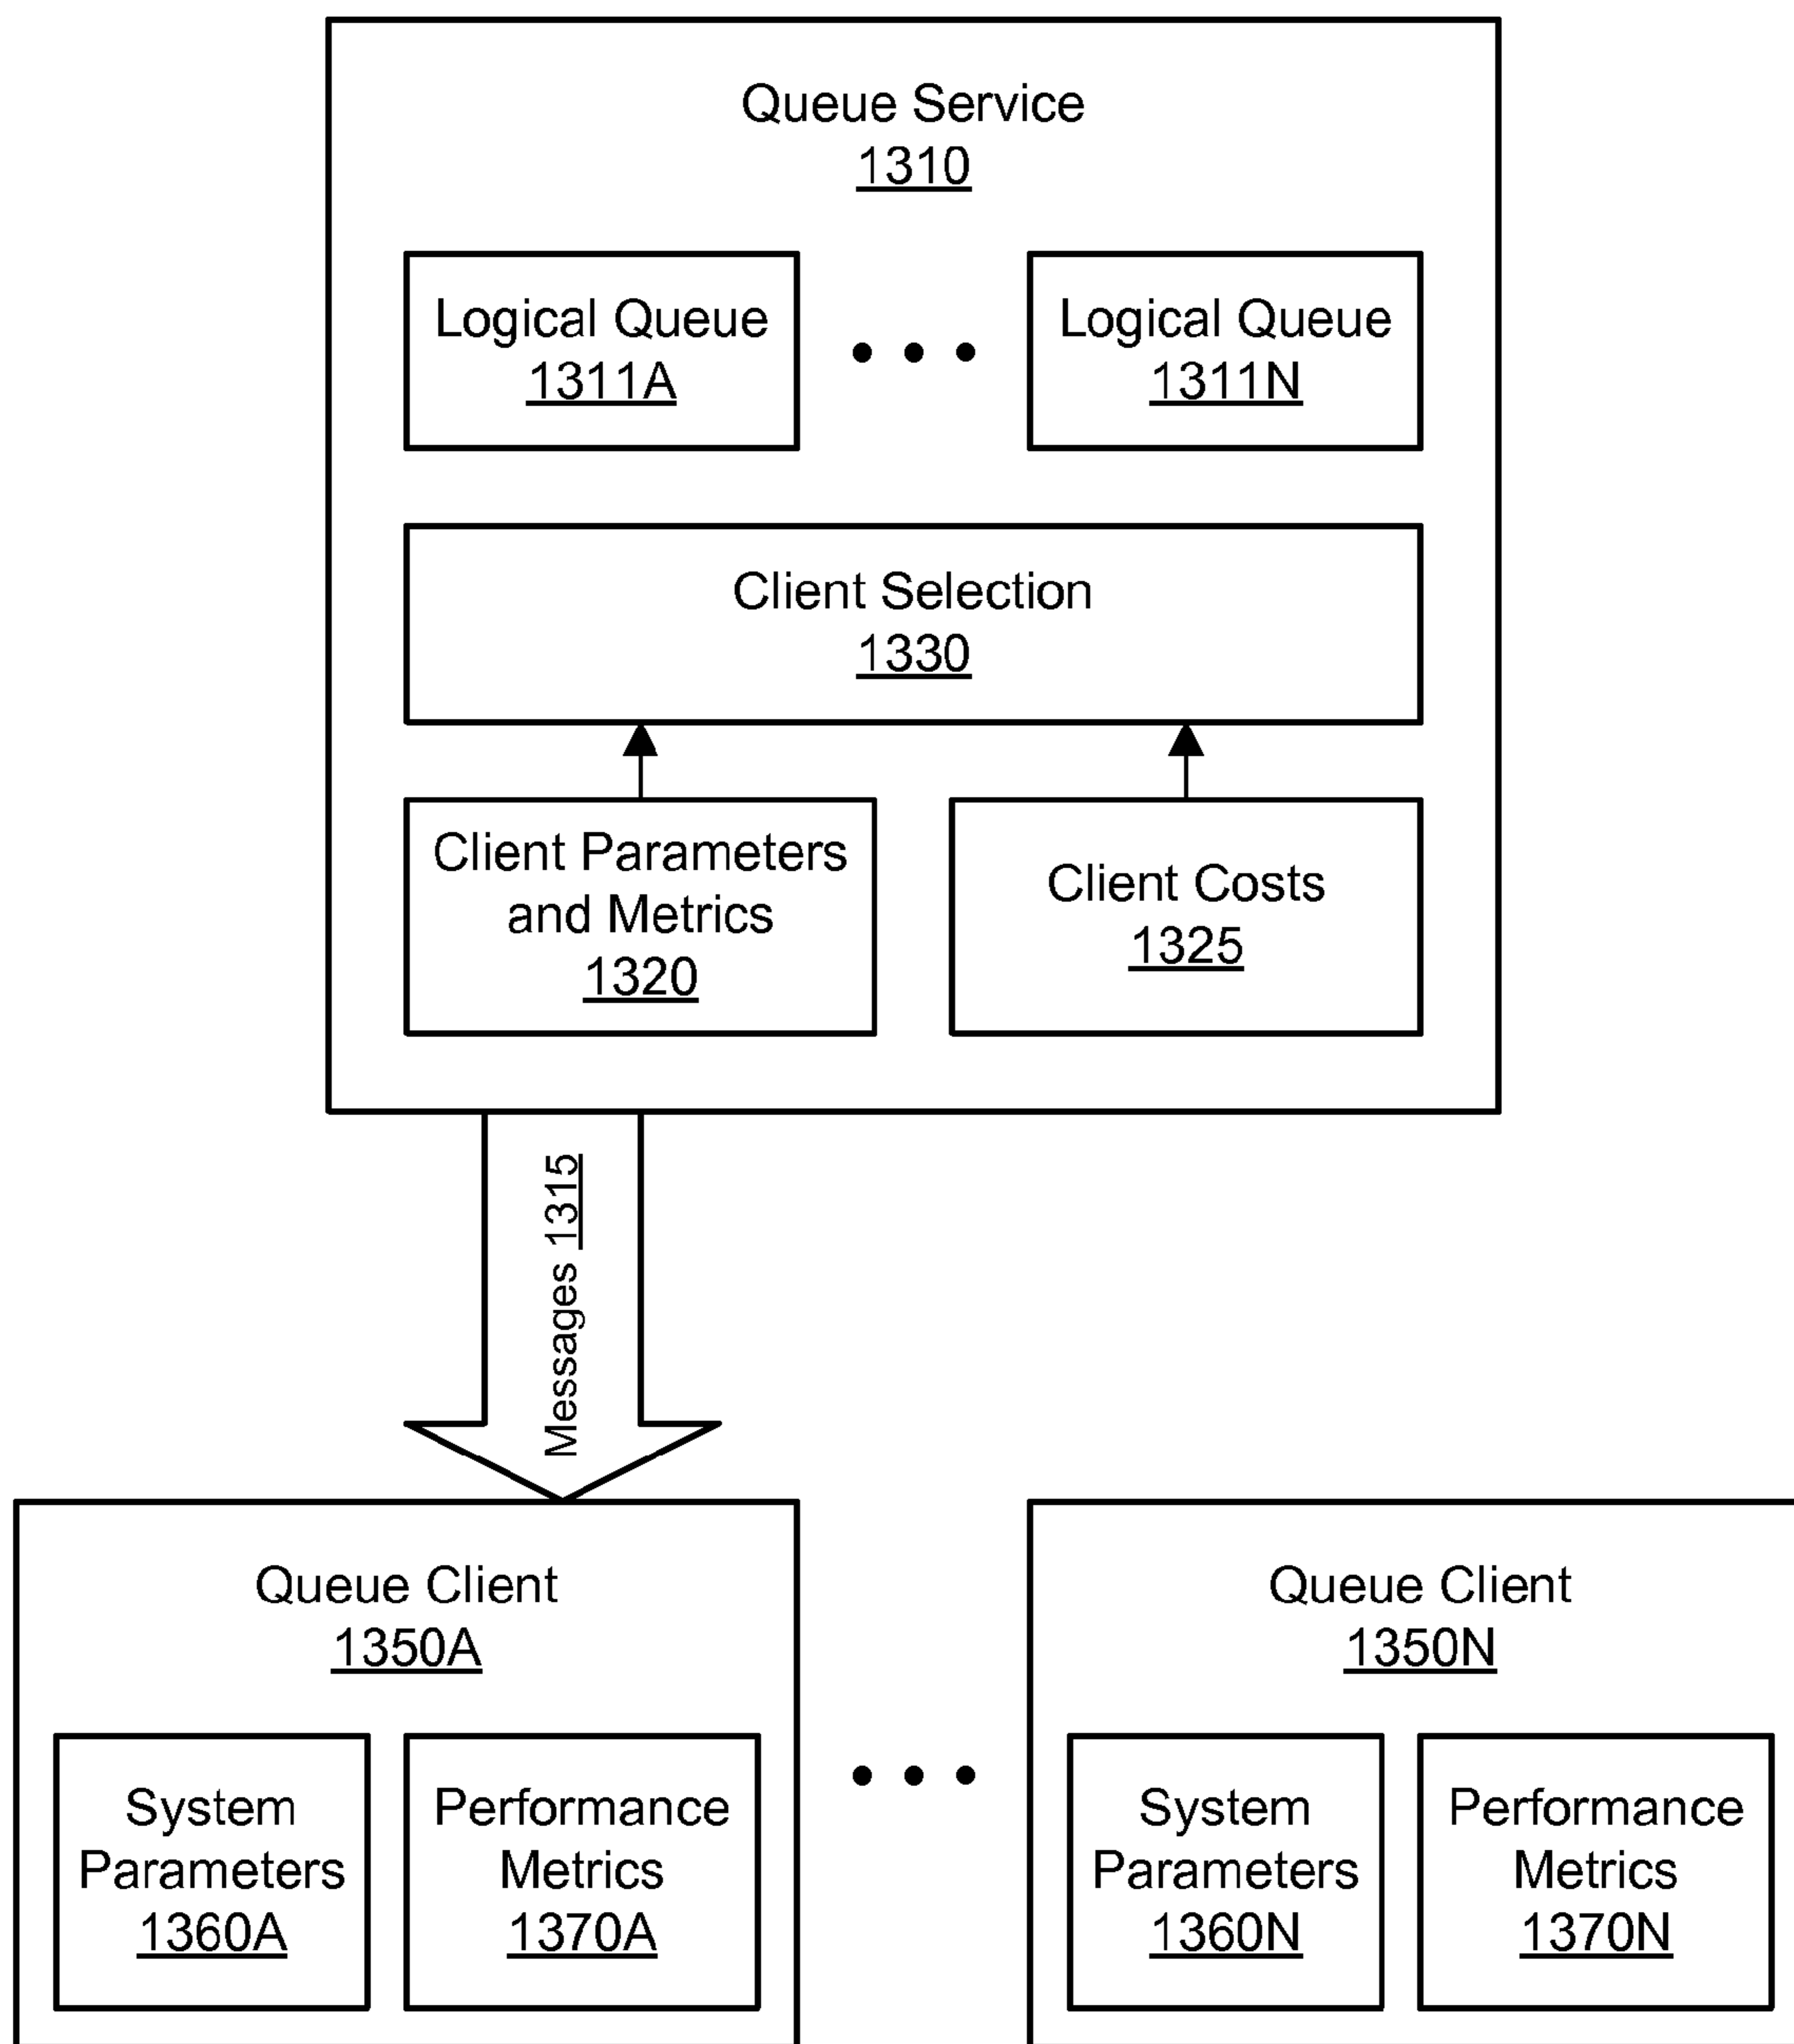 Queue Service
1310
Logical Queue
1311A
Logical Queue
1311N
Client Selection
1330
Client Parameters
and Metrics
1320
Client Costs
1325
Messages 1315
Queue Client
1350A
System
Parameters
1360A
Performance
Metrics
1370A
Queue Client
1350N
System
Parameters
1360N
Performance
Metrics
1370N